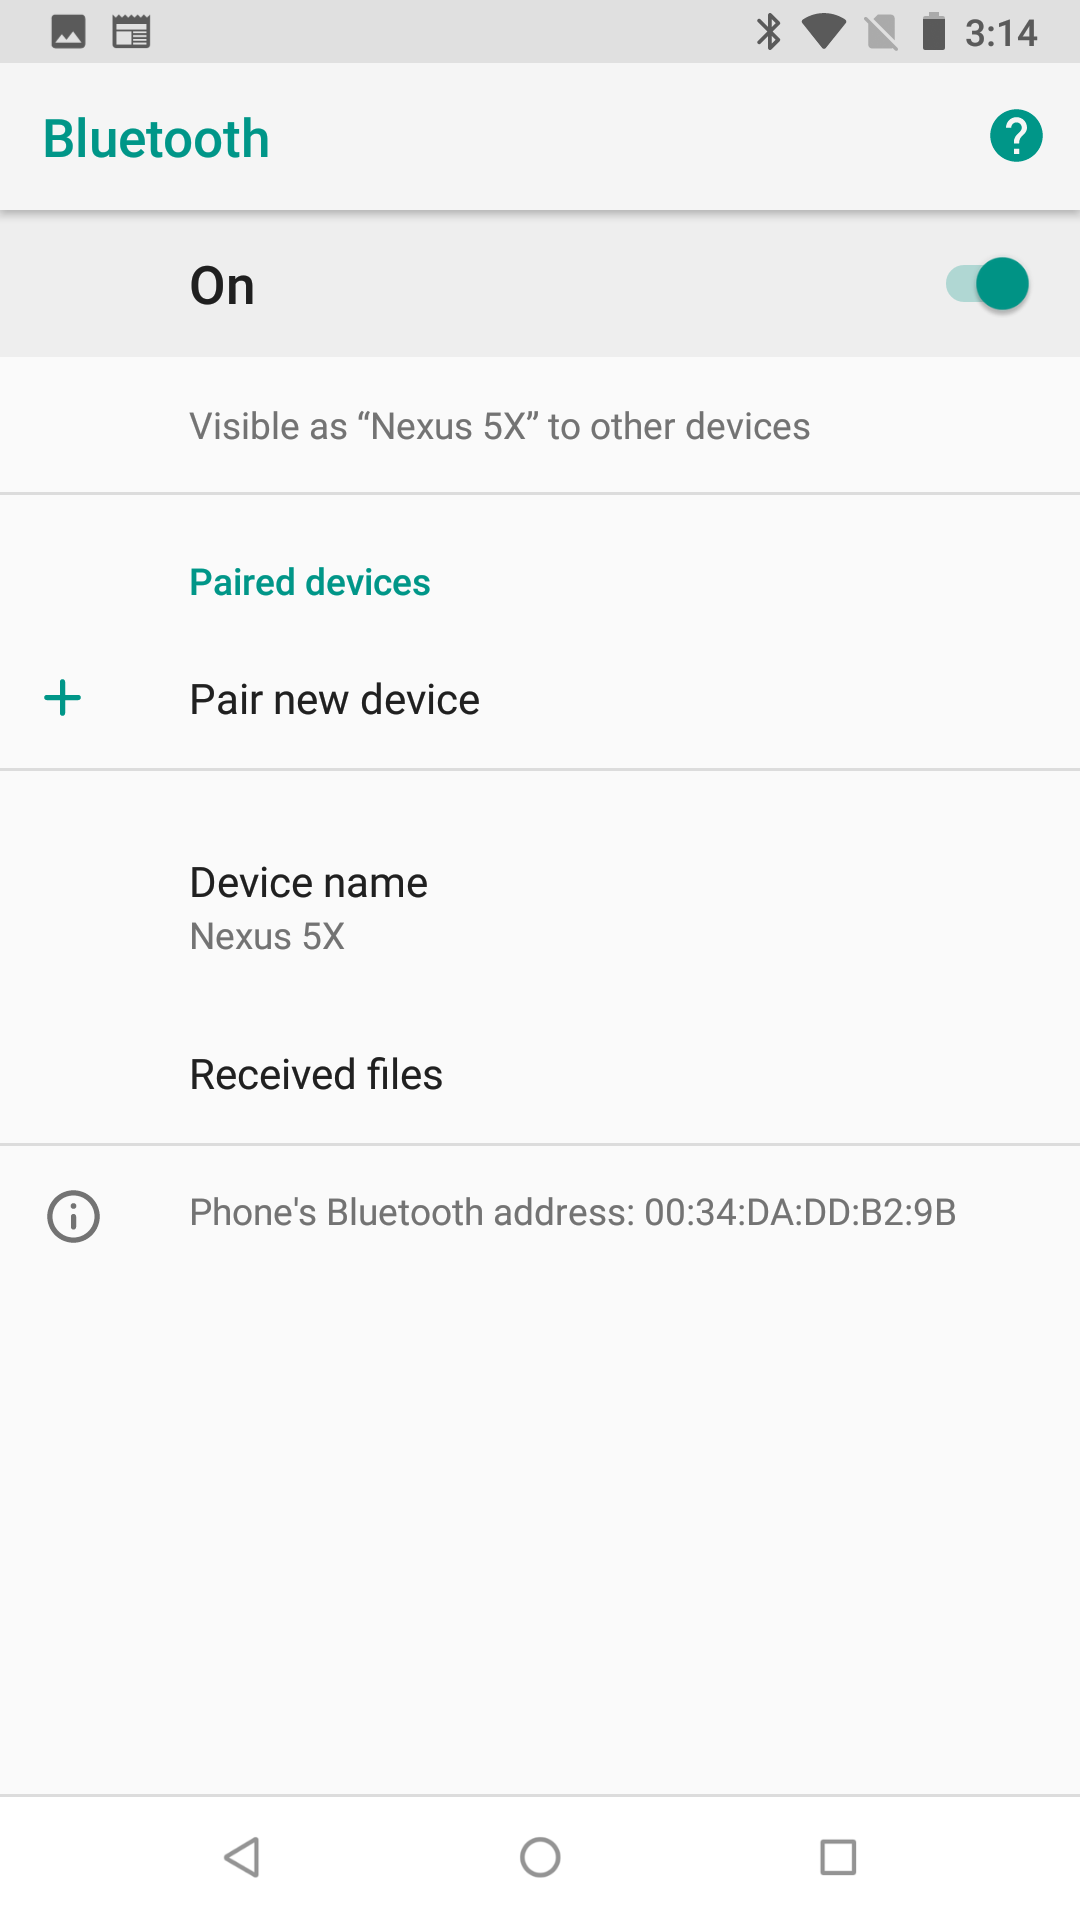 3:14
Bluetooth
On
Visible as “Nexus 5X” to other devices
Paired devices
Pair new device
Device name
Nexus 5X
Received files
Phone's Bluetooth address: 00:34:DA:DD:B2:9B